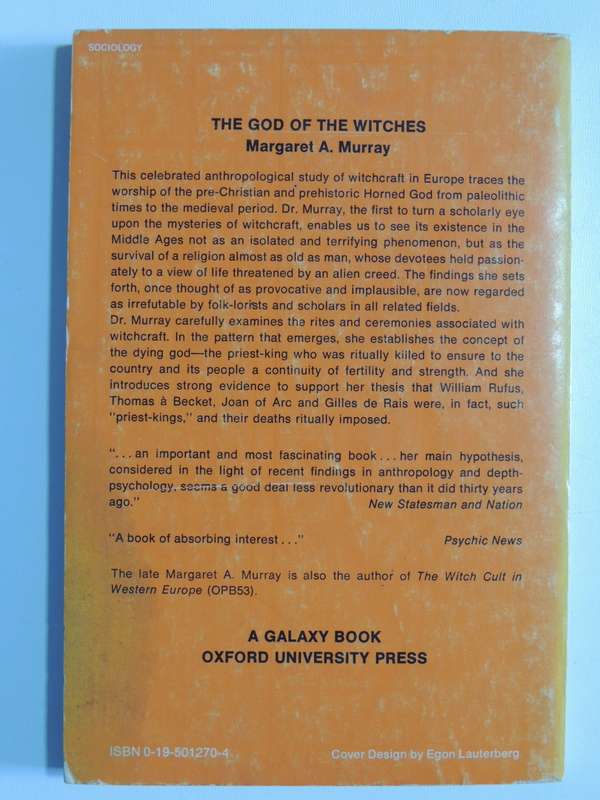 SOCIOLOGY
THE GOD OF THE WITCHES
Margaret A. Murray
This celebrated anthropological study of witchcraft in Europe traces the
worship of the pre-Christian and prehistoric Horned God from paleolithic
times to the medieval period. Dr. Murray, the first to turn a scholarly eye
upon the mysteries of witchcraft, enables us to see its existence in the
Middle Ages not as an isolated and terrifying phenomenon, but as the
survival of a religion almost as old as man, whose devotees held passion-
ately to a view of life threatened by an alien creed. The findings she sets
forth, once thought of as provocative and implausible, are now regarded
as irrefutable by folk-lorists and scholars in all related fields.
Dr. Murray carefully examines the rites and ceremonies associated with
witchcraft. In the pattern that emerges, she establishes the concept of
the dying god—the priest-king who was ritually killed to ensure to the
country and its people a continuity of fertility and strength. And she
introduces strong evidence to support her thesis that William Rufus,
Thomas à Becket, Joan of Arc and Gilles de Rais were, in fact, such
"priest-kings," and their deaths ritually imposed.
"...an important and most fascinating book...her main hypothesis,
considered in the light of recent findings in anthropology and depth-
psychology, seems a good deal less revolutionary than it did thirty years
ago." New Statesman and Nation
"A book of absorbing interest..." Psychic News
The late Margaret A. Murray is also the author of The Witch Cult in
Western Europe (OPB53).
A GALAXY BOOK
OXFORD UNIVERSITY PRESS
ISBN 0-19-501270-4 Cover Design by Egon Lauterberg